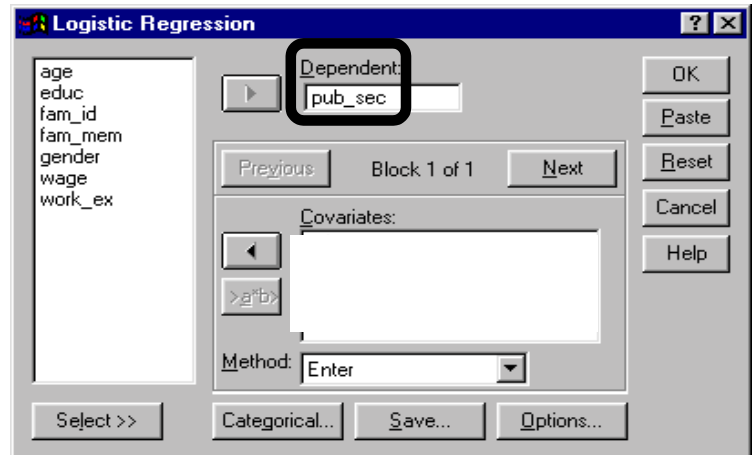 Logistic Regression
age
educ
fam_id
fam_mem
gender
wage
work_ex
Dependent:
pub_sec
Previous
Block 1 of 1
Next
Covariates:
>a*b>
Method:
Enter
OK
Paste
Reset
Cancel
Help
Select >>
Categorical...
Save...
Options...